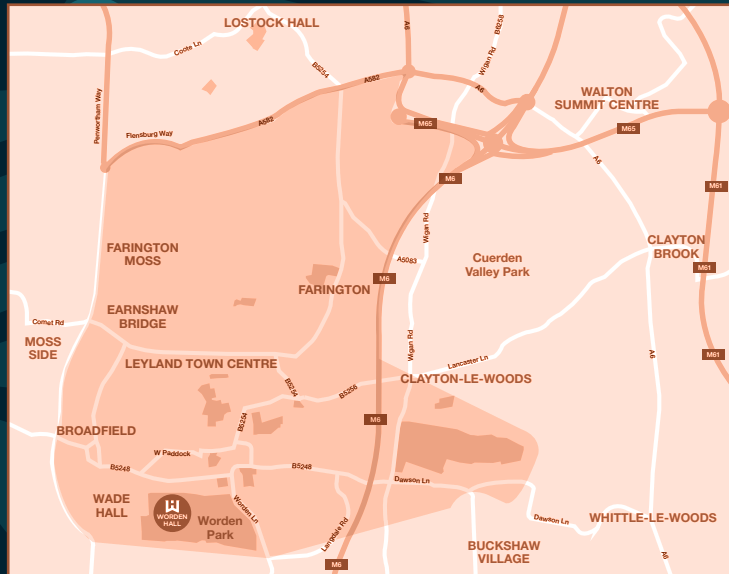 LOSTOCK HALL
A6
B6258
Coote Ln
Wigan Rd
B5254
A582
A6
WALTON
SUMMIT CENTRE
Penwortham Way
Flensburg Way
A582
M65
M65
A6
M6
M61
FARINGTON
MOSS
Wigan Rd
CLAYTON
BROOK
A5083
Cuerden
Valley Park
M61
M6
FARINGTON
EARNSHAW
BRIDGE
Comet Rd
MOSS
SIDE
Wigan Rd
A6
M61
LEYLAND TOWN CENTRE
Lancaster Ln
CLAYTON-LE-WOODS
B5254
B5256
M6
BROADFIELD
B5254
W Paddock
B5248
B5248
Dawson Ln
WADE
HALL
WORDEN
HALL
Worden
Park
Worden Ln
Langdale Rd
Dawson Ln
WHITTLE-LE-WOODS
BUCKSHAW
VILLAGE
A6
M6